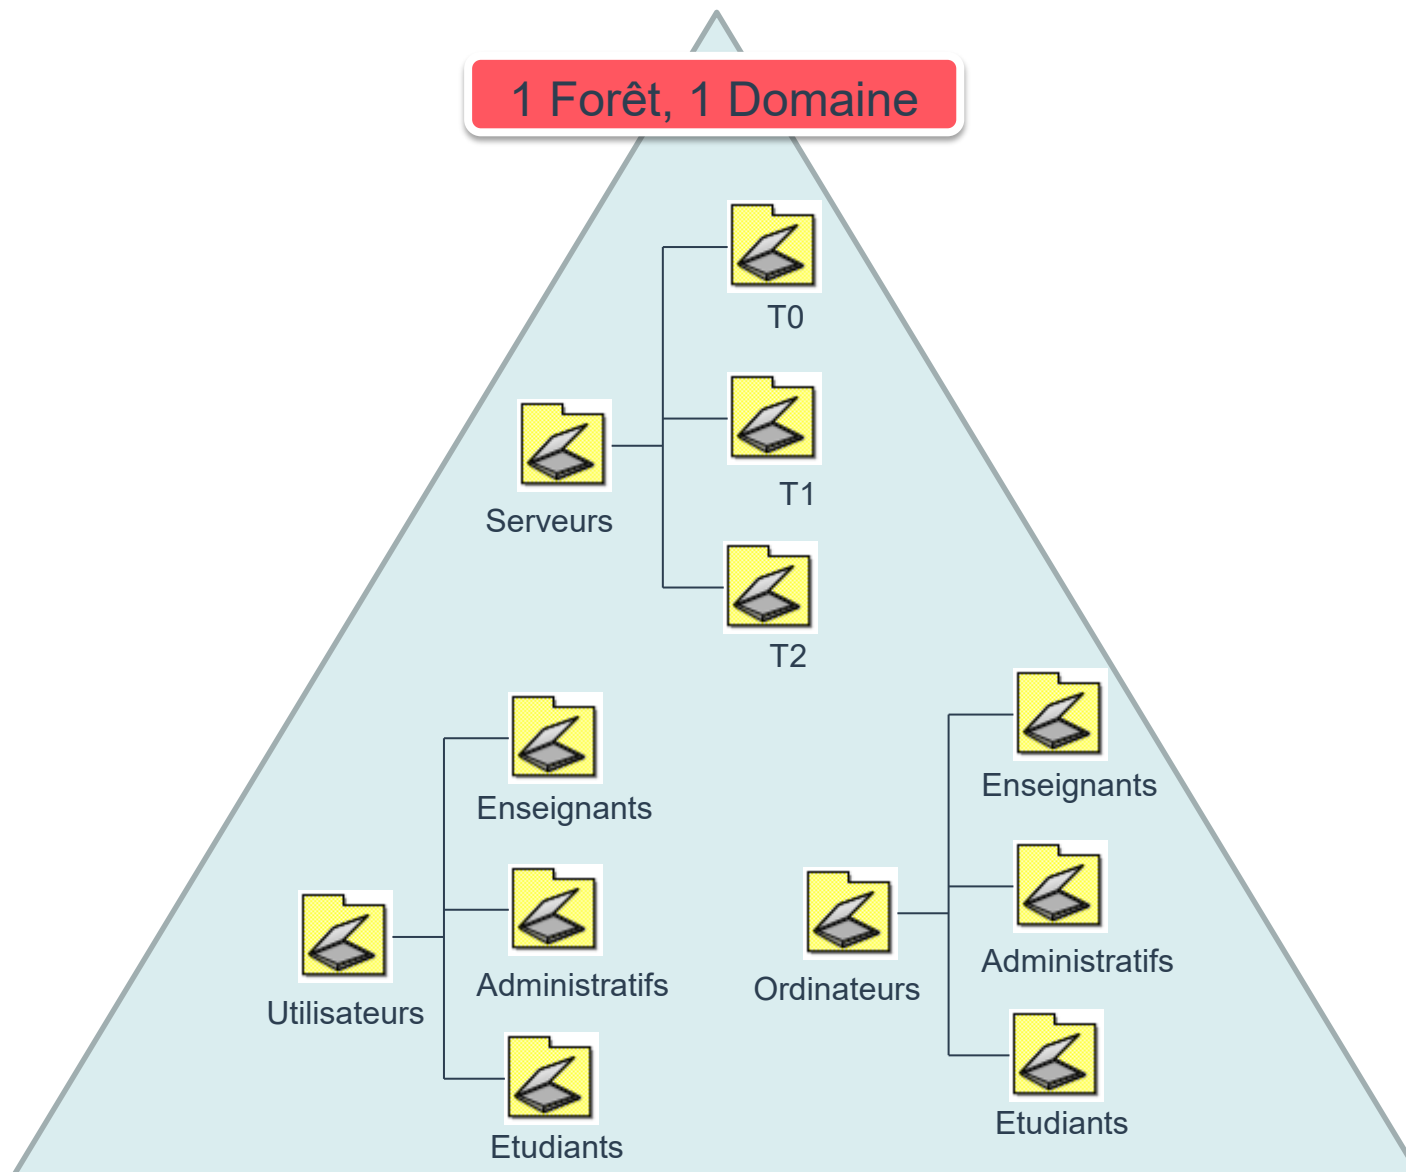 1 Forêt, 1 Domaine
T0
T1
Serveurs
T2
Enseignants
Administratifs
Utilisateurs
Etudiants
Enseignants
Administratifs
Ordinateurs
Etudiants